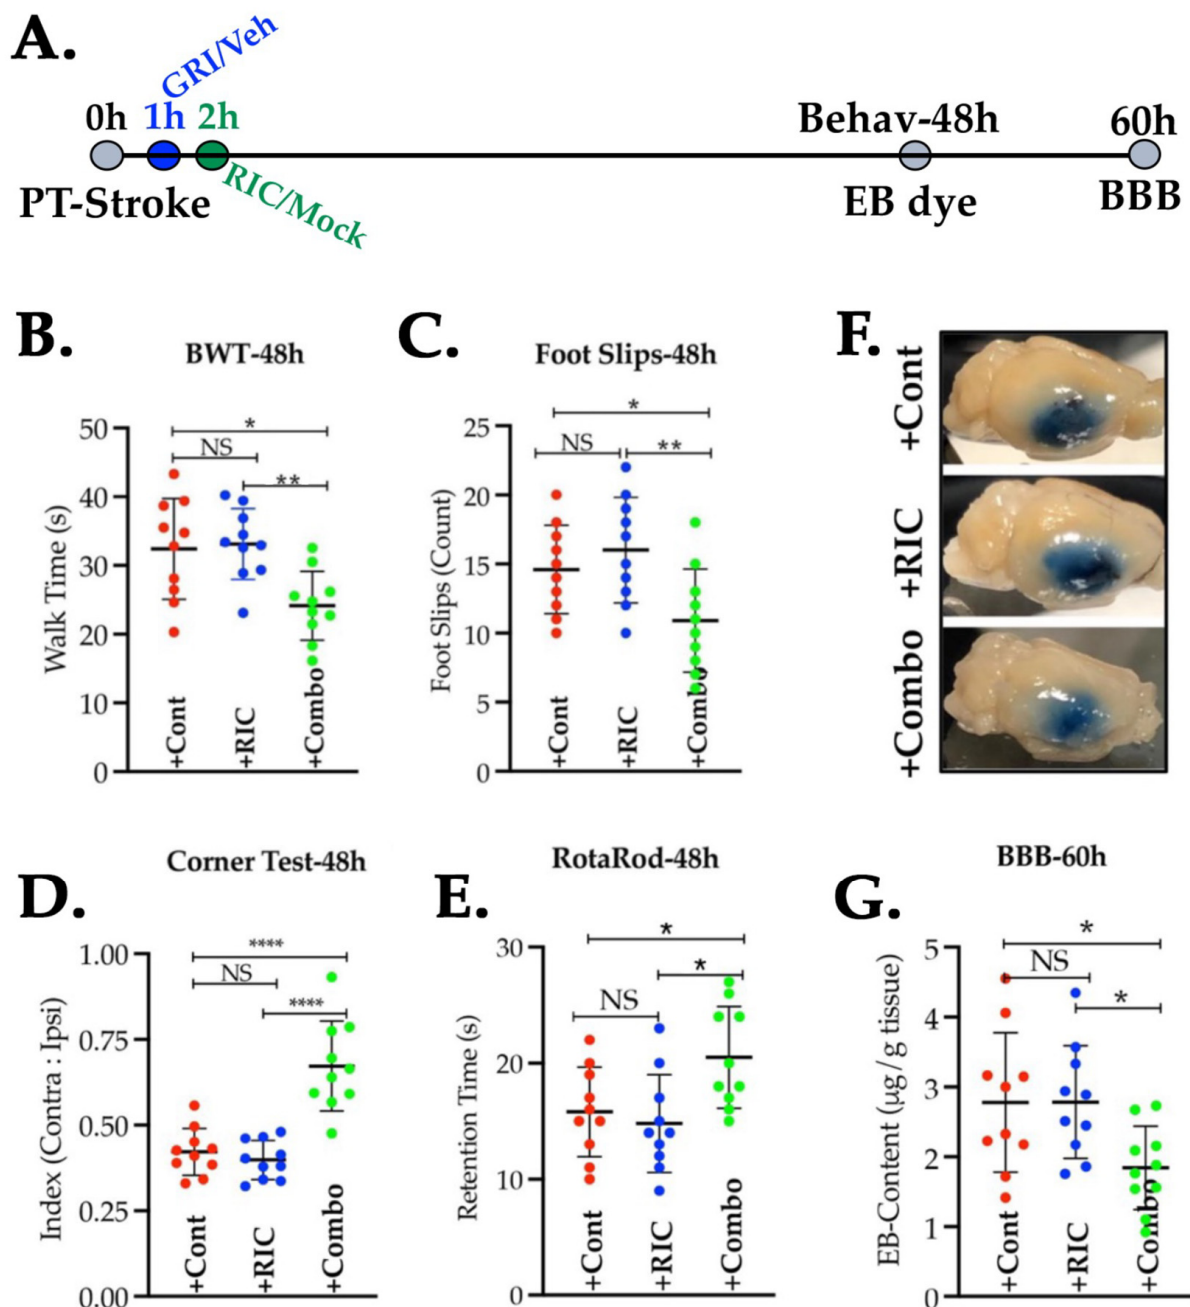 A.
GRI/Veh
0h 1h 2h Behav-48h 60h
PT-Stroke RIC/Mock EB dye BBB
B.
BWT-48h
Walk Time (s)
50
40
30
20
10
0
*
NS
**
+Cont
+RIC
+Combo
C.
Foot Slips-48h
Foot Slips (Count)
25
20
15
10
5
0
*
NS
**
+Cont
+RIC
+Combo
F.
+Cont
+RIC
+Combo
D.
Corner Test-48h
Index (Contra : Ipsi)
1.00
0.75
0.50
0.25
0.00
****
NS
****
+Cont
+RIC
+Combo
E.
RotaRod-48h
Retention Time (s)
30
20
10
0
*
*
NS
+Cont
+RIC
+Combo
G.
BBB-60h
EB-Content (µg / g tissue)
5
4
3
2
1
0
*
NS
*
+Cont
+RIC
+Combo